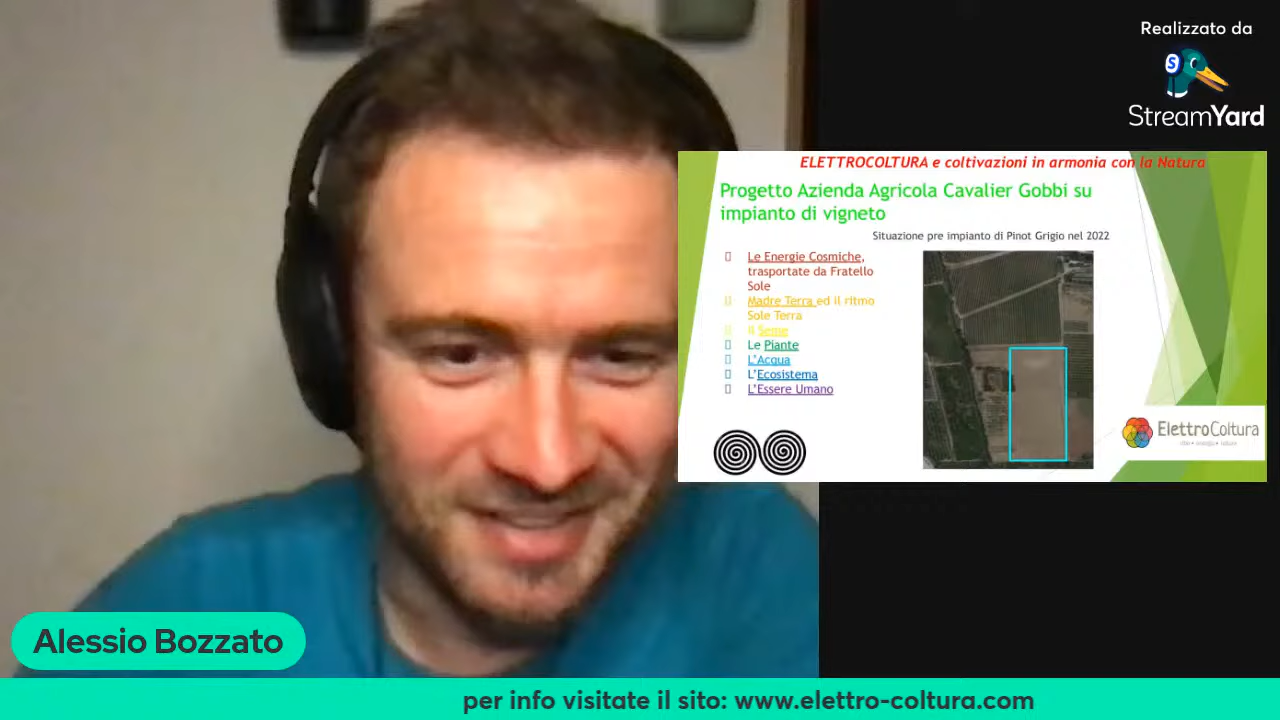 Realizzato da
S
StreamYard
ELETTROCOLTURA e coltivazioni in armonia con la Natura
Progetto Azienda Agricola Cavalier Gobbi su
impianto di vigneto
Situazione pre impianto di Pinot Grigio nel 2022
Le Energie Cosmiche,
trasportate da Fratello
Sole
Madre Terra ed il ritmo
Sole Terra
Il Seme
Le Piante
L'Acqua
L'Ecosistema
L'Essere Umano
ElettroColtura
Alessio Bozzato
per info visitate il sito: www.elettro-coltura.com